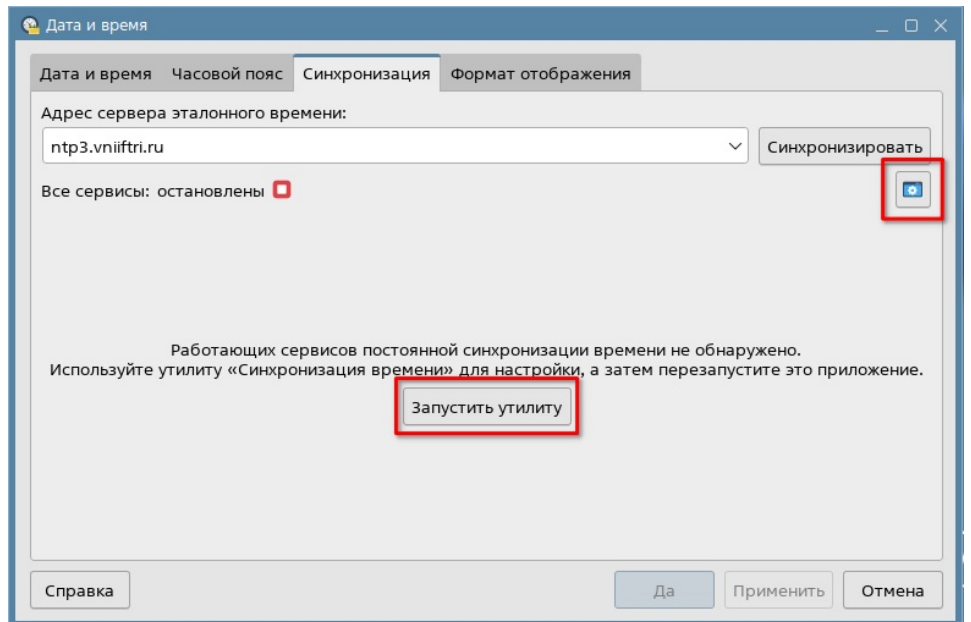 Дата и время
Дата и время Часовой пояс Синхронизация Формат отображения
Адрес сервера эталонного времени:
ntp3.vniiftri.ru Синхронизировать
Все сервисы: остановлены
Работающих сервисов постоянной синхронизации времени не обнаружено.
Используйте утилиту «Синхронизация времени» для настройки, а затем перезапустите это приложение.
Запустить утилиту
Справка Да Применить Отмена